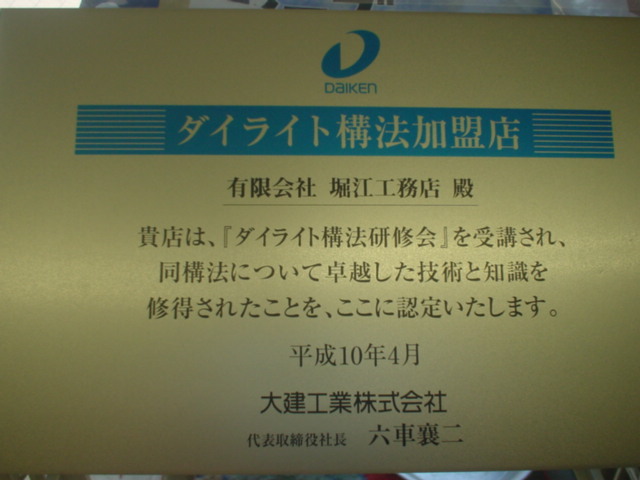 DAIKEN
ダイライト構法加盟店
有限会社 堀江工務店 殿
貴店は、『ダイライト構法研修会』を受講され、
同構法について卓越した技術と知識を
修得されたことを、ここに認定いたします。
平成10年4月
大建工業株式会社
代表取締役社長 六車襄二